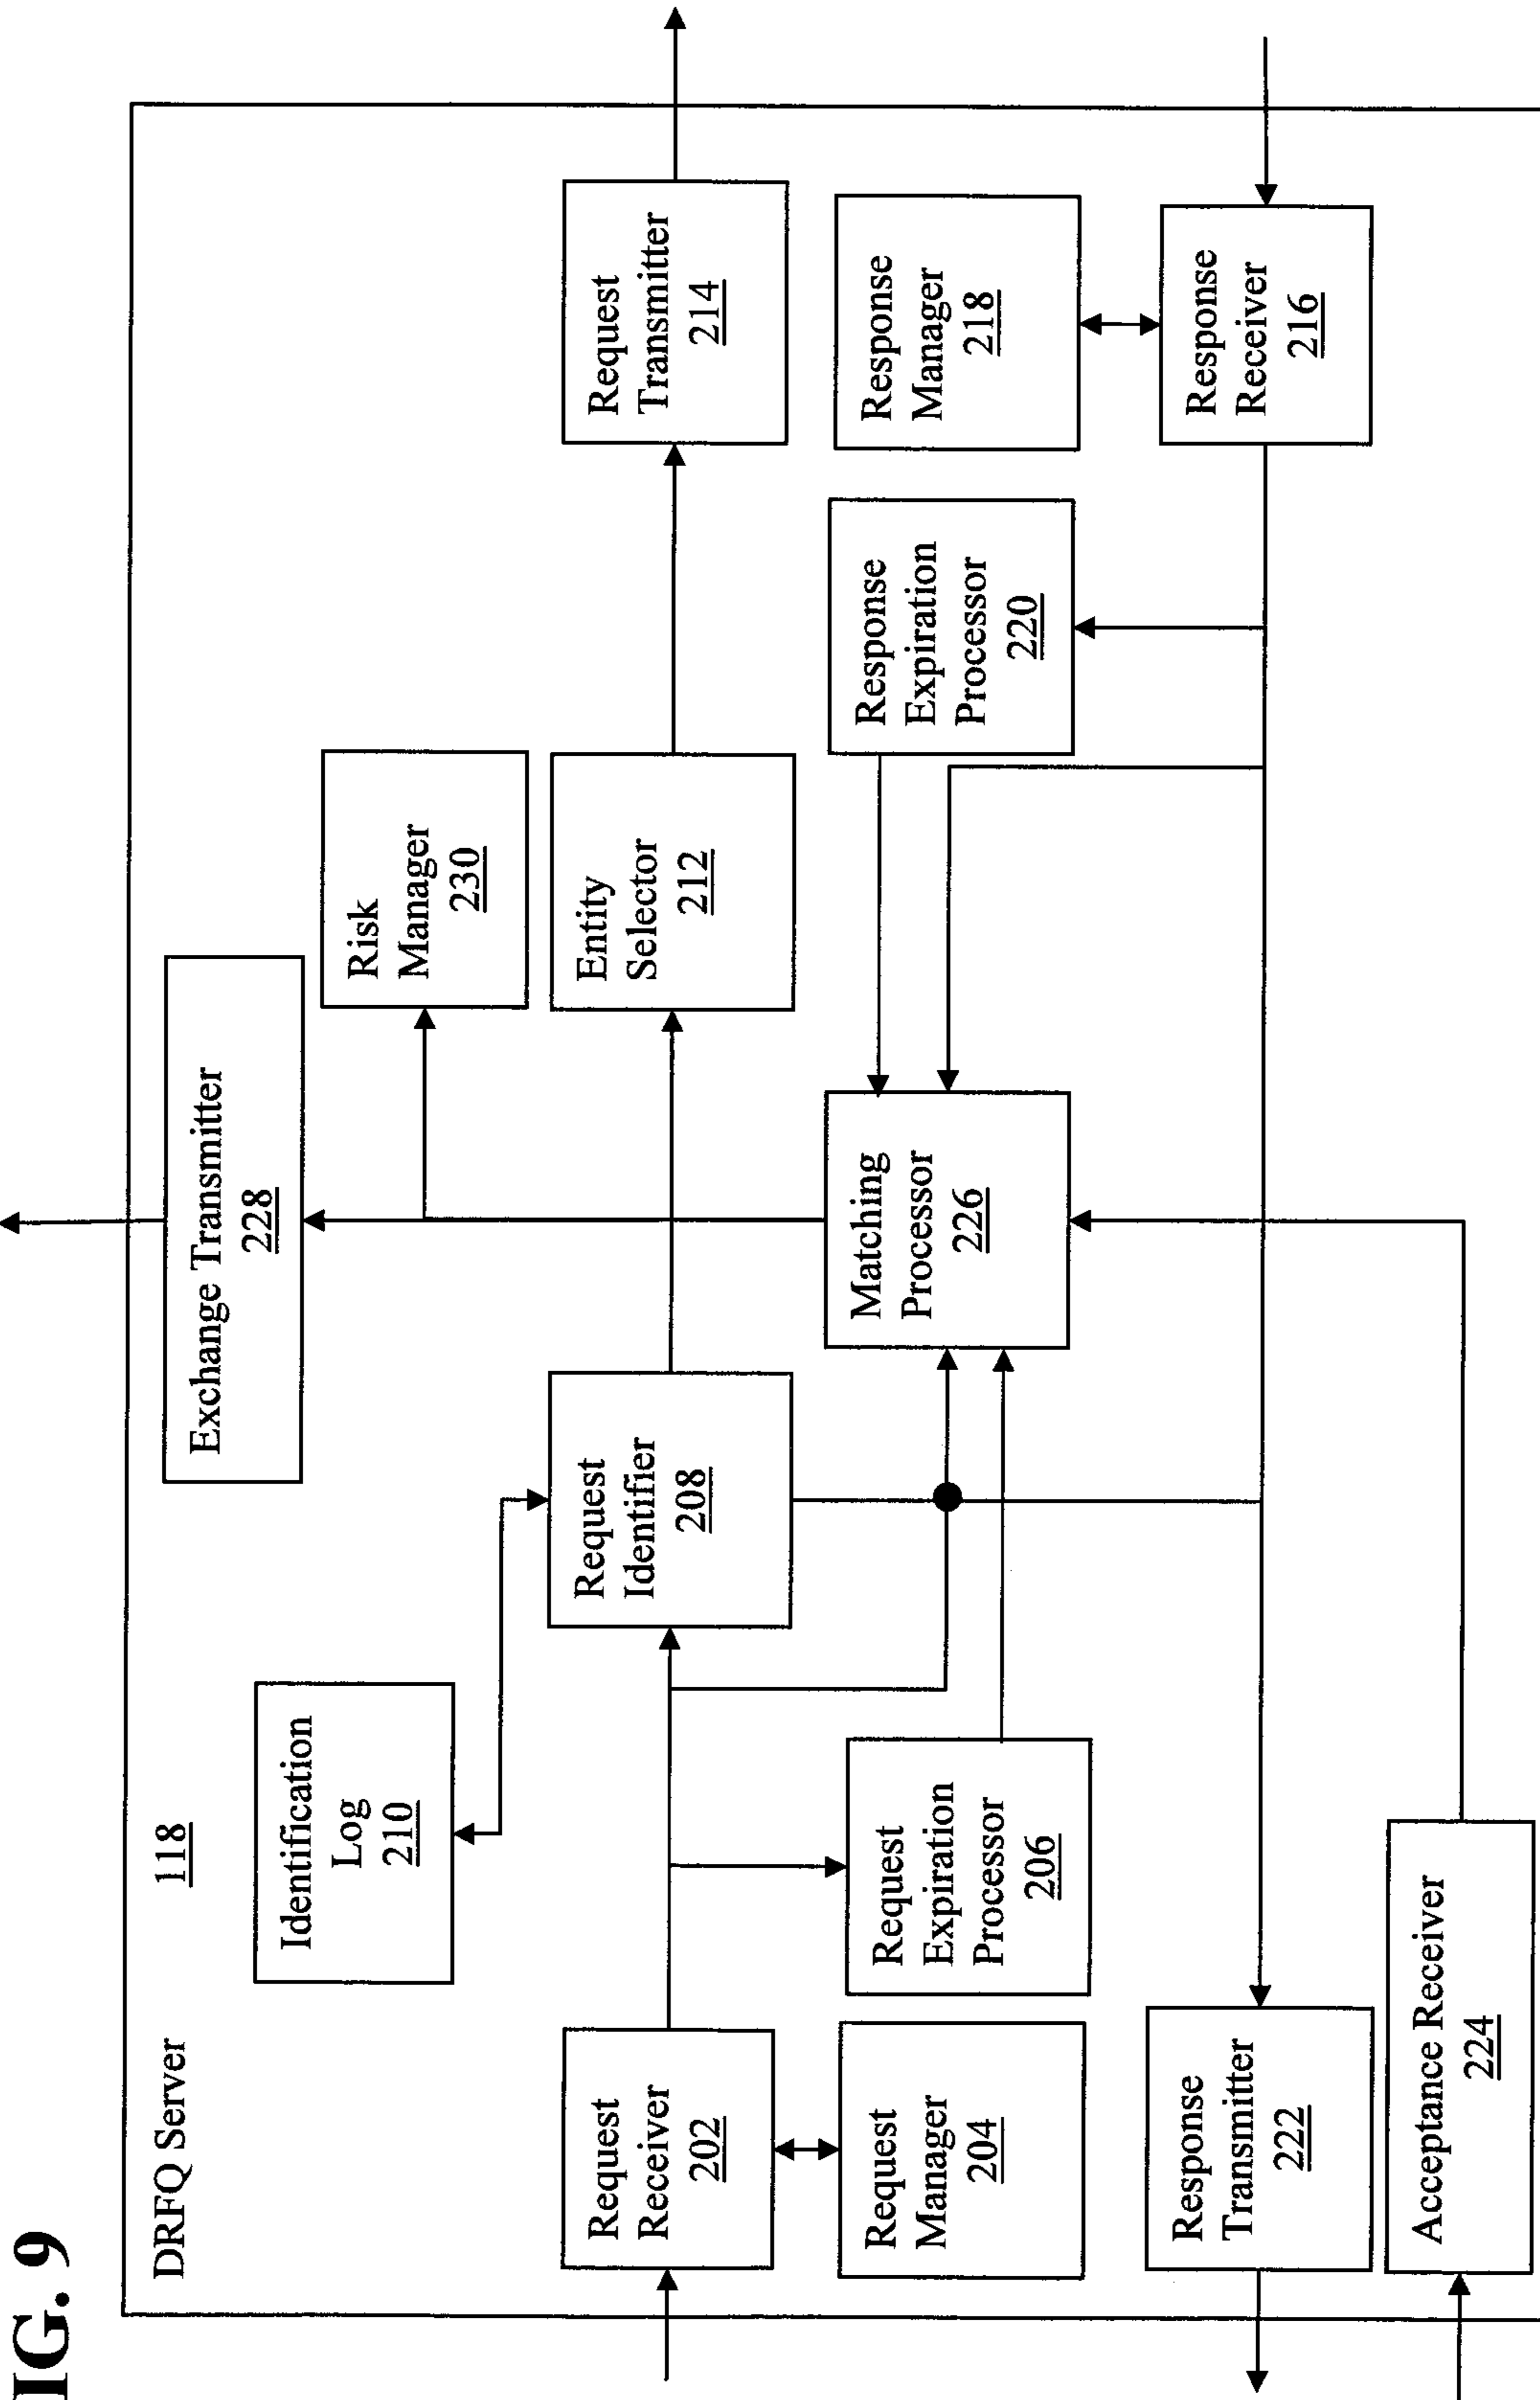 IG. 9
DRFQ Server
118
Exchange Transmitter
228
Identification
Log
210
Risk
Manager
230
Request
Receiver
202
Request
Identifier
208
Entity
Selector
212
Request
Transmitter
214
Request
Manager
204
Request
Expiration
Processor
206
Matching
Processor
226
Response
Expiration
Processor
220
Response
Manager
218
Response
Transmitter
222
Response
Receiver
216
Acceptance Receiver
224